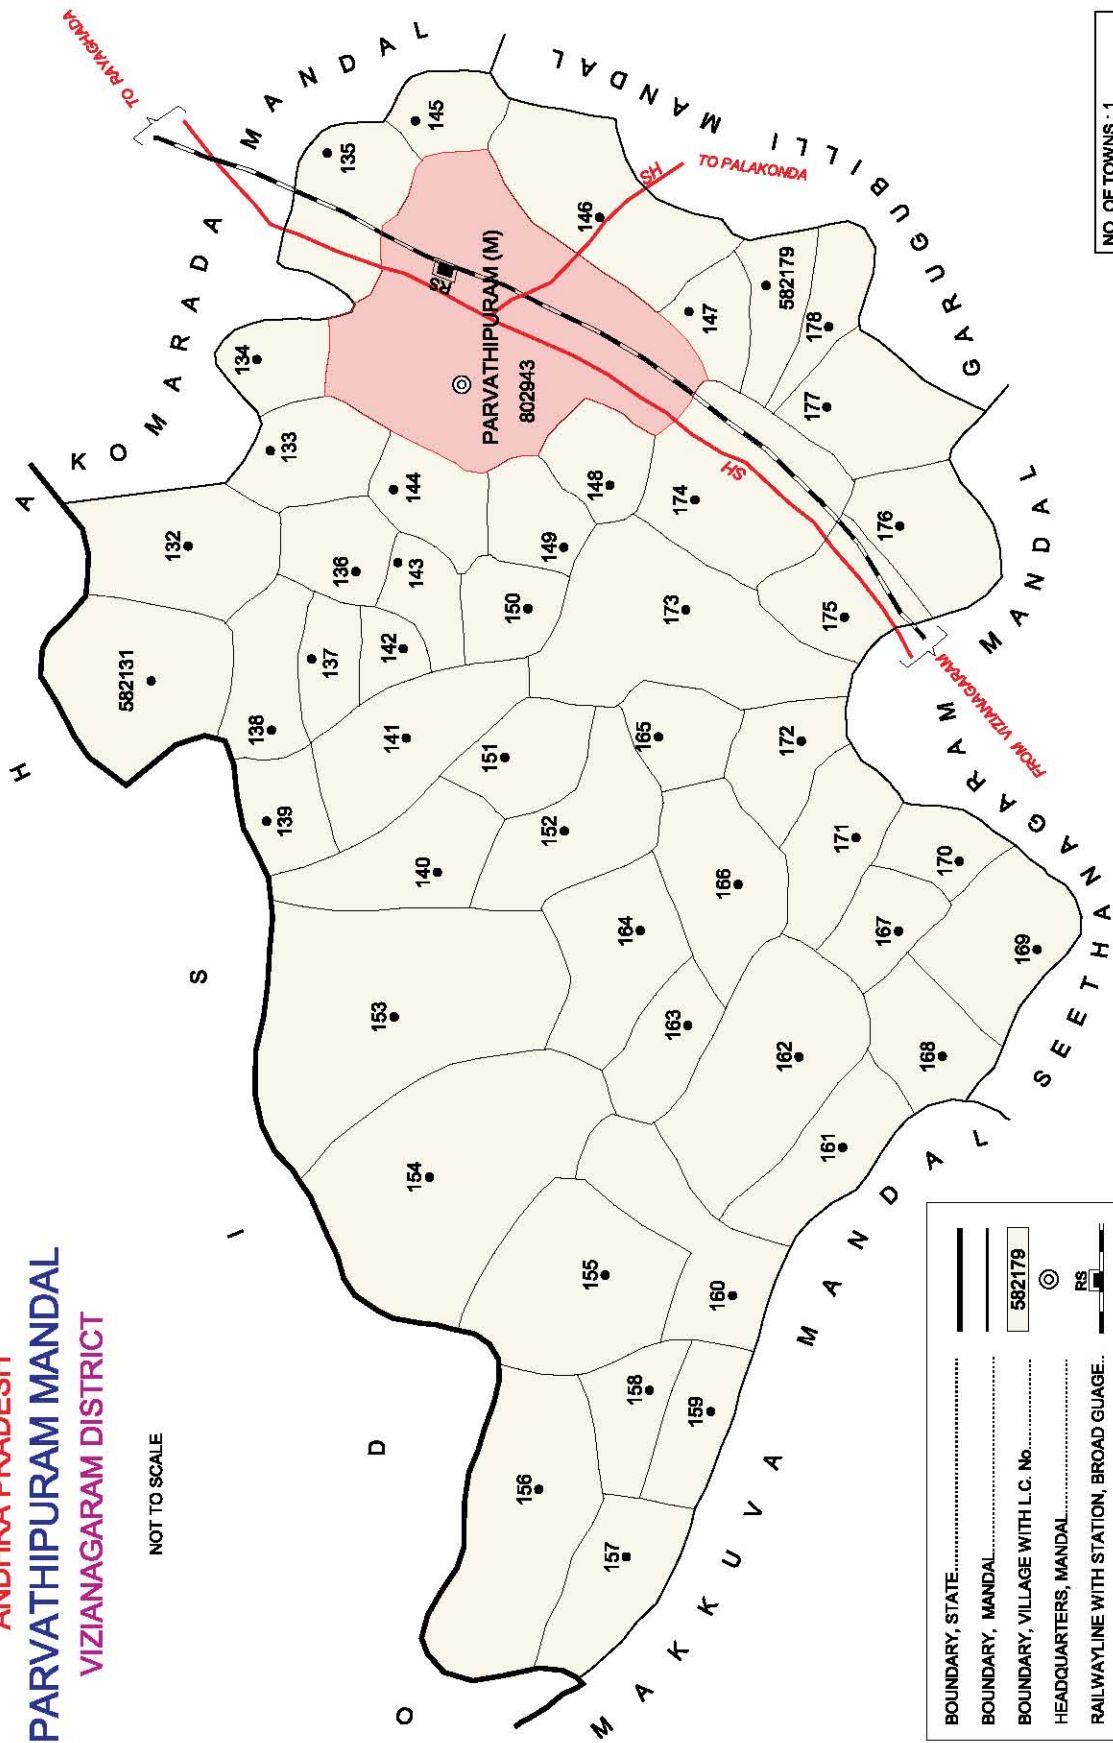 ANDHRA PRADESH
PARVATHIPURAM MANDAL
VIZIANAGARAM DISTRICT
NOT TO SCALE
O D I S H A
KOMARADA MANDAL
GARUGUBILLI MANDAL
SEETHANAGARAM MANDAL
MAKKUVA MANDAL
TO RAYAGHADA
TO PALAKONDA
FROM VIZIANAGARAM
SH
SH
RS
PARVATHIPURAM (M)
802943
582131
132
133
134
135
136
137
138
139
140
141
142
143
144
145
146
147
148
149
150
151
152
153
154
155
156
157
158
159
160
161
162
163
164
165
166
167
168
169
170
171
172
173
174
175
176
177
178
582179
BOUNDARY, STATE
BOUNDARY, MANDAL
BOUNDARY, VILLAGE WITH L.C. No. 582179
HEADQUARTERS, MANDAL
RAILWAYLINE WITH STATION, BROAD GUAGE RS
NO. OF TOWNS : 1